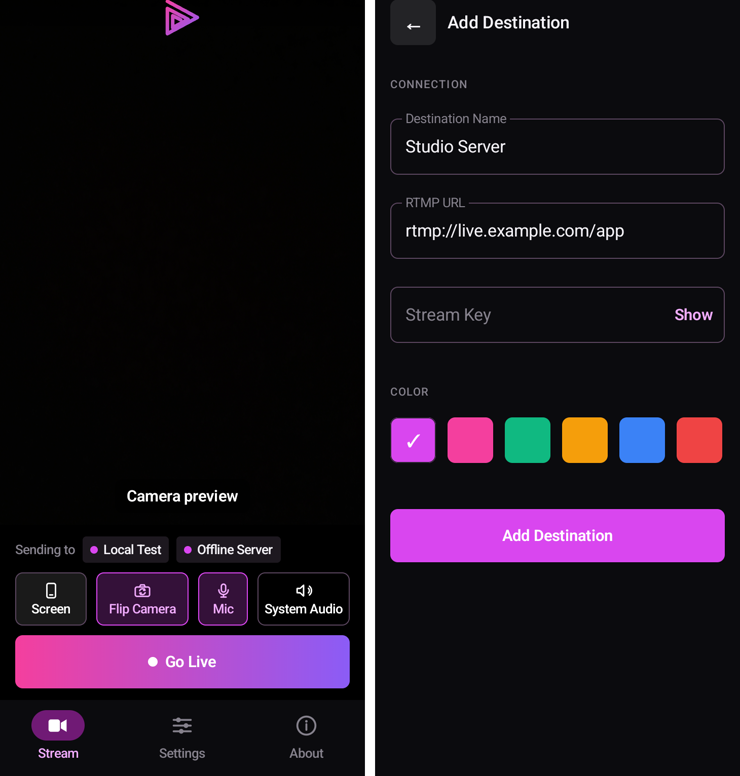 Camera preview
Sending to
Local Test
Offline Server
Screen
Flip Camera
Mic
System Audio
Go Live
Stream
Settings
About
← Add Destination
CONNECTION
Destination Name
Studio Server
RTMP URL
rtmp://live.example.com/app
Stream Key
Show
COLOR
✓
Add Destination